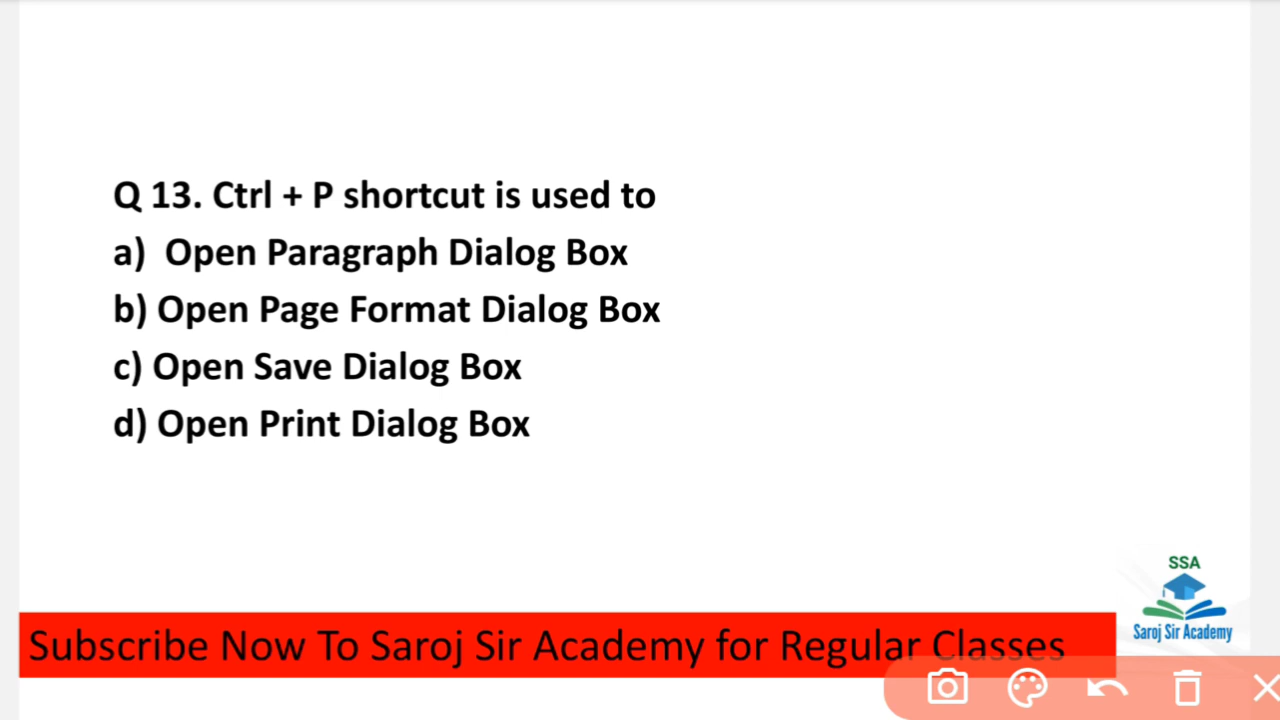 Q 13. Ctrl + P shortcut is used to
a) Open Paragraph Dialog Box
b) Open Page Format Dialog Box
c) Open Save Dialog Box
d) Open Print Dialog Box
SSA
Saroj Sir Academy
Subscribe Now To Saroj Sir Academy for Regular Classes